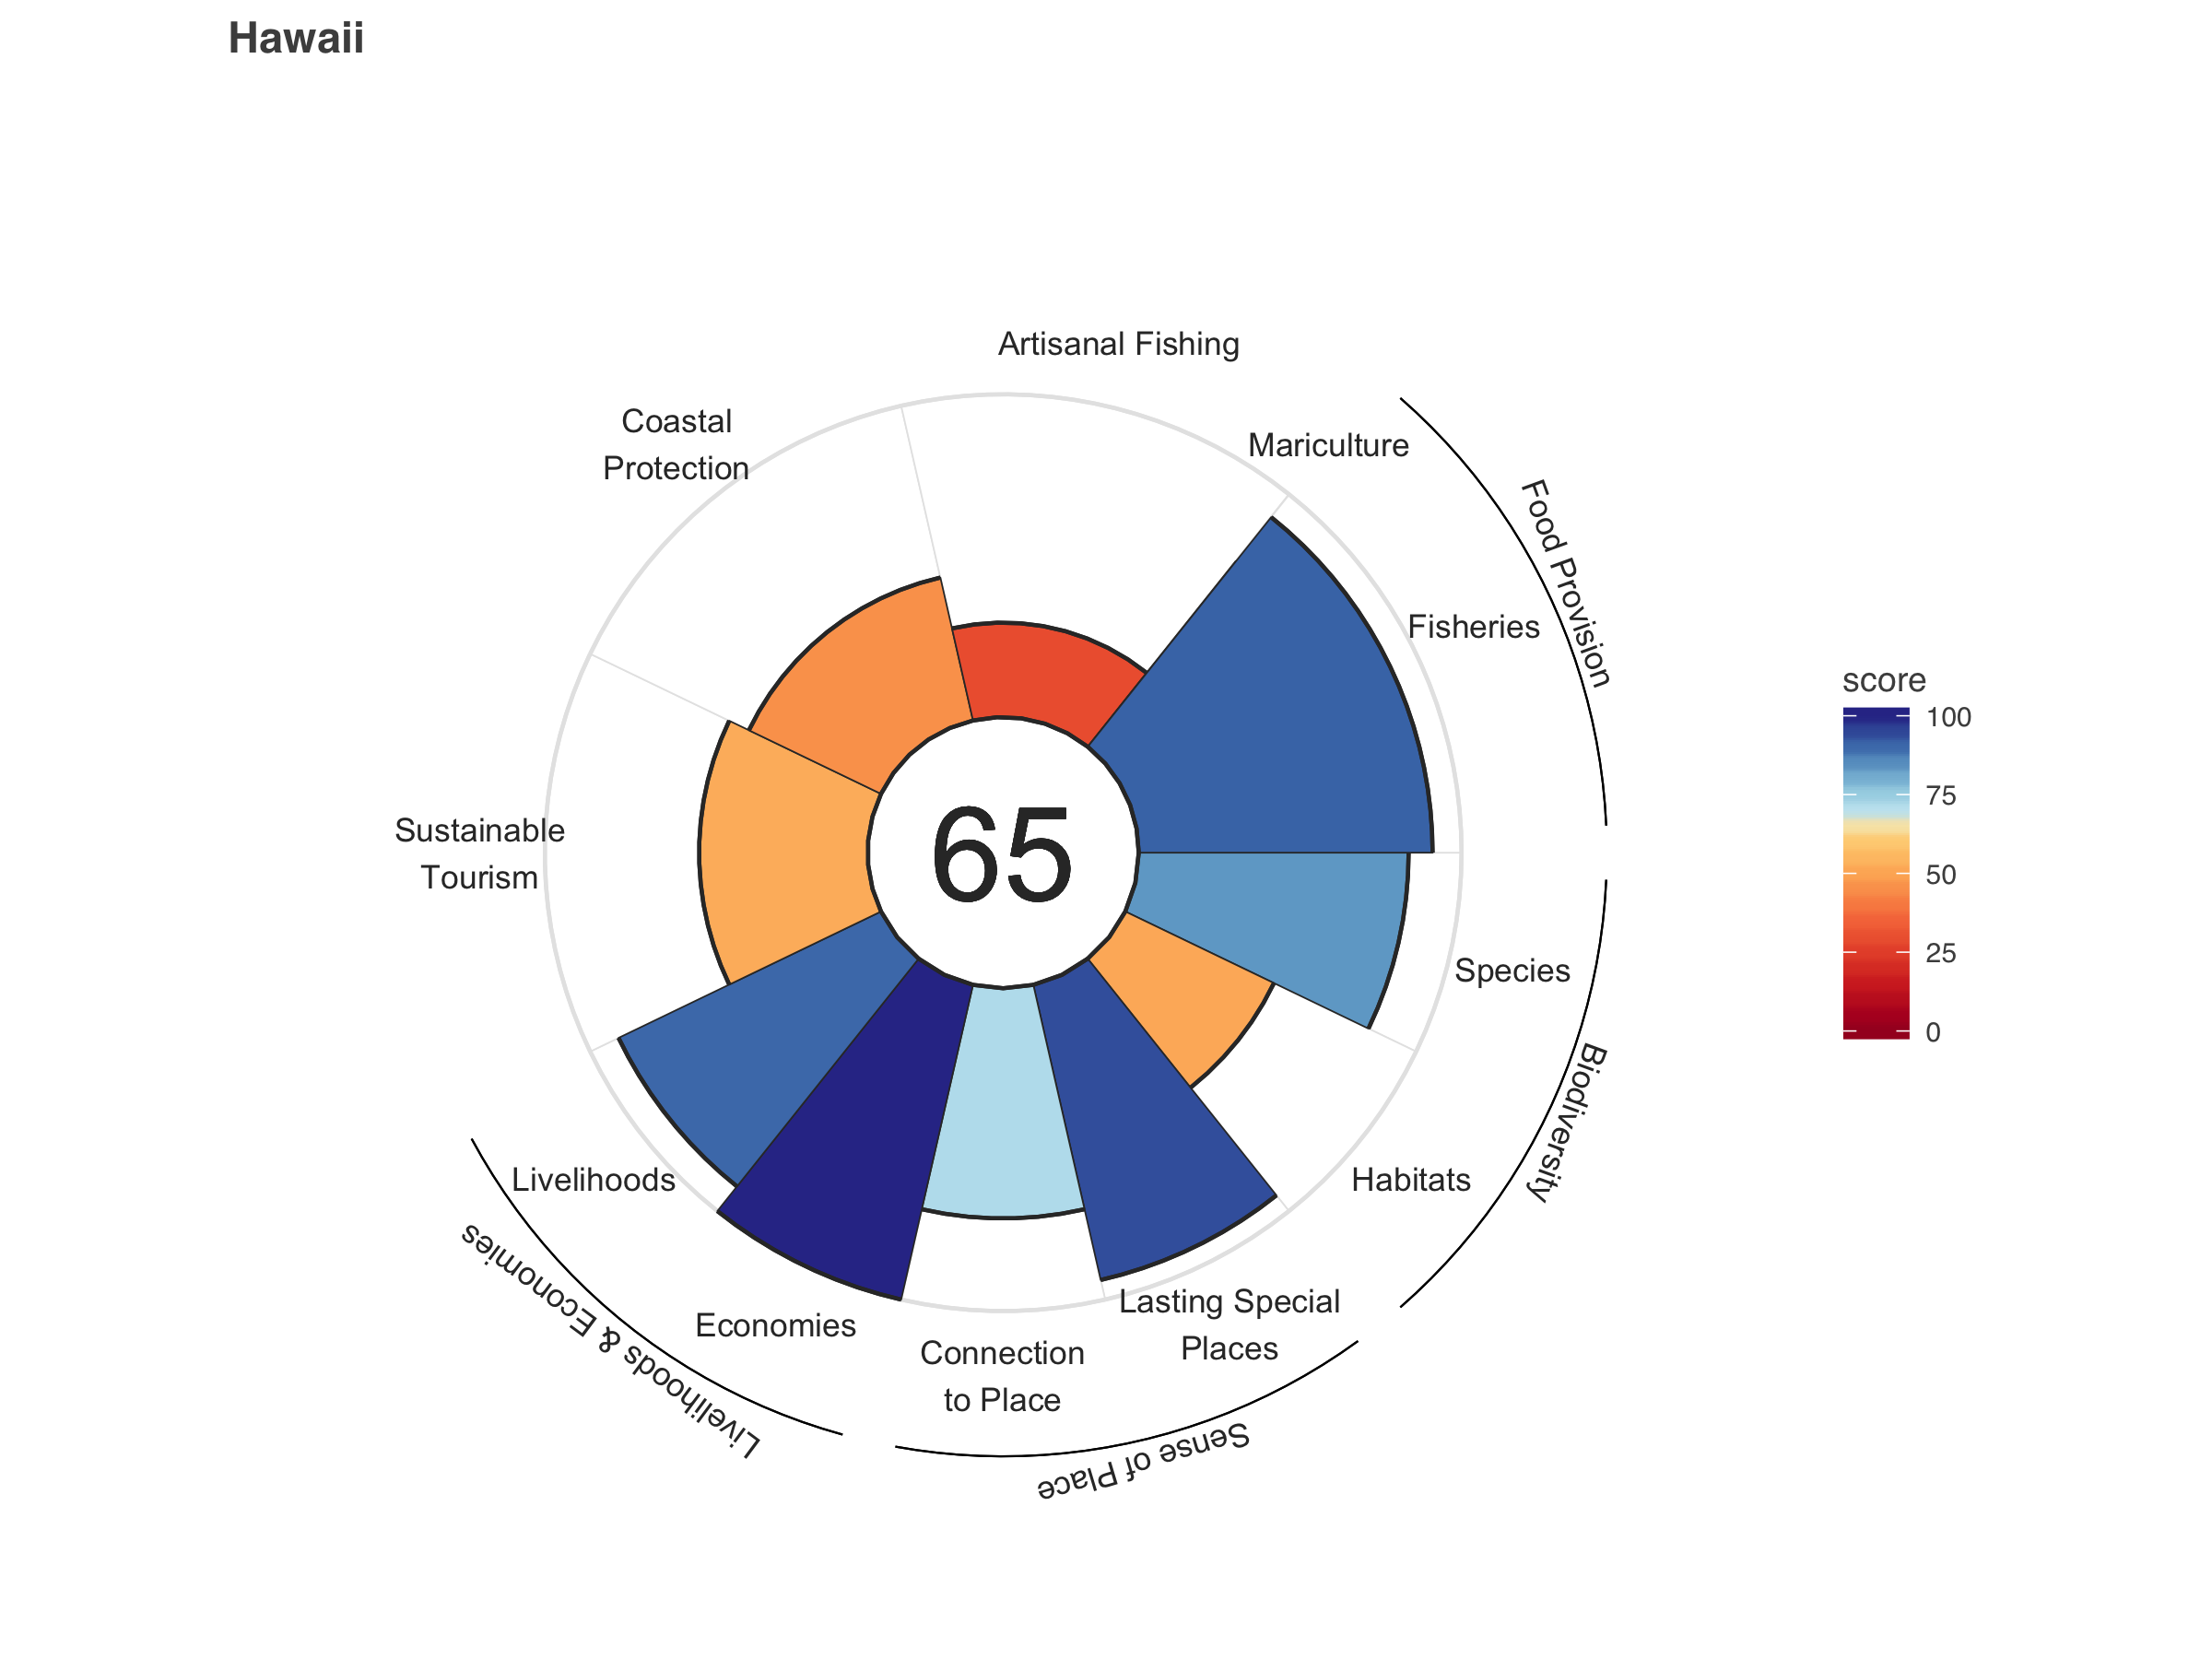 Hawaii
Artisanal Fishing
Coastal
Protection
Mariculture
Food Provision
Fisheries
score
100
75
50
25
0
65
Sustainable
Tourism
Species
Biodiversity
Habitats
Livelihoods
Livelihoods & Economies
Economies
Lasting Special
Places
Connection
to Place
Sense of Place